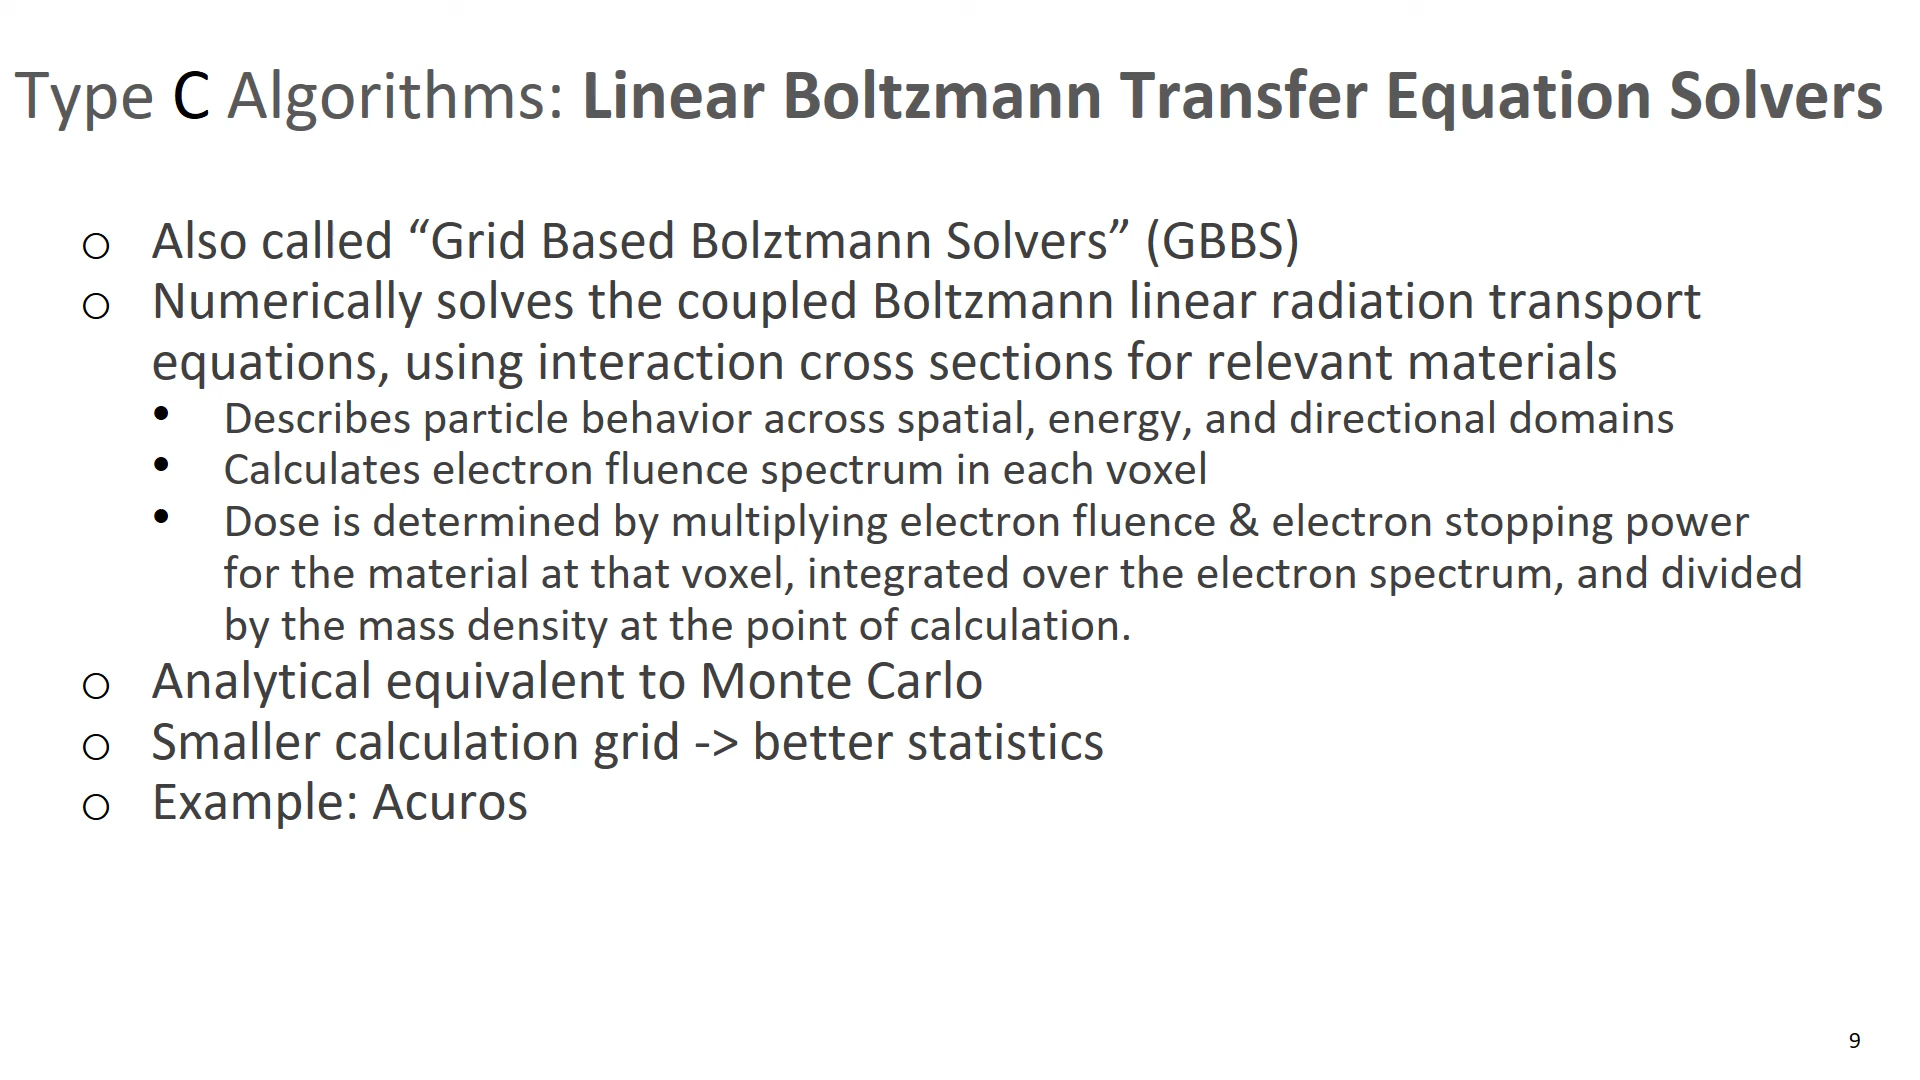 Type C Algorithms: Linear Boltzmann Transfer Equation Solvers
o Also called “Grid Based Bolztmann Solvers” (GBBS)
o Numerically solves the coupled Boltzmann linear radiation transport
equations, using interaction cross sections for relevant materials
• Describes particle behavior across spatial, energy, and directional domains
• Calculates electron fluence spectrum in each voxel
• Dose is determined by multiplying electron fluence & electron stopping power
for the material at that voxel, integrated over the electron spectrum, and divided
by the mass density at the point of calculation.
o Analytical equivalent to Monte Carlo
o Smaller calculation grid -> better statistics
o Example: Acuros
9